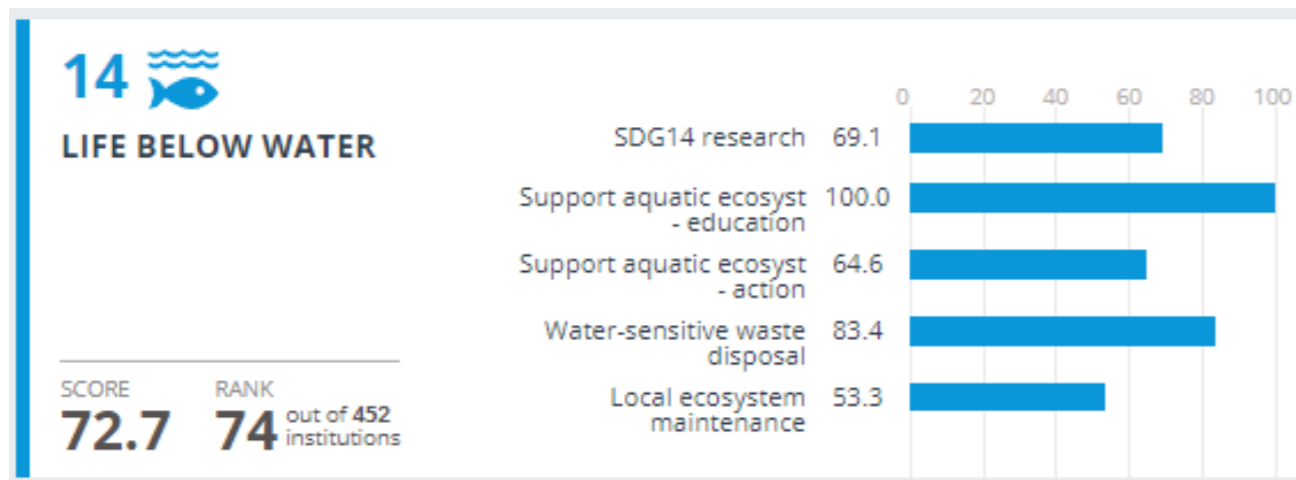 14
LIFE BELOW WATER
SCORE
72.7
RANK
74 out of 452
institutions
0 20 40 60 80 100
SDG14 research 69.1
Support aquatic ecosyst 100.0
- education
Support aquatic ecosyst 64.6
- action
Water-sensitive waste 83.4
disposal
Local ecosystem 53.3
maintenance